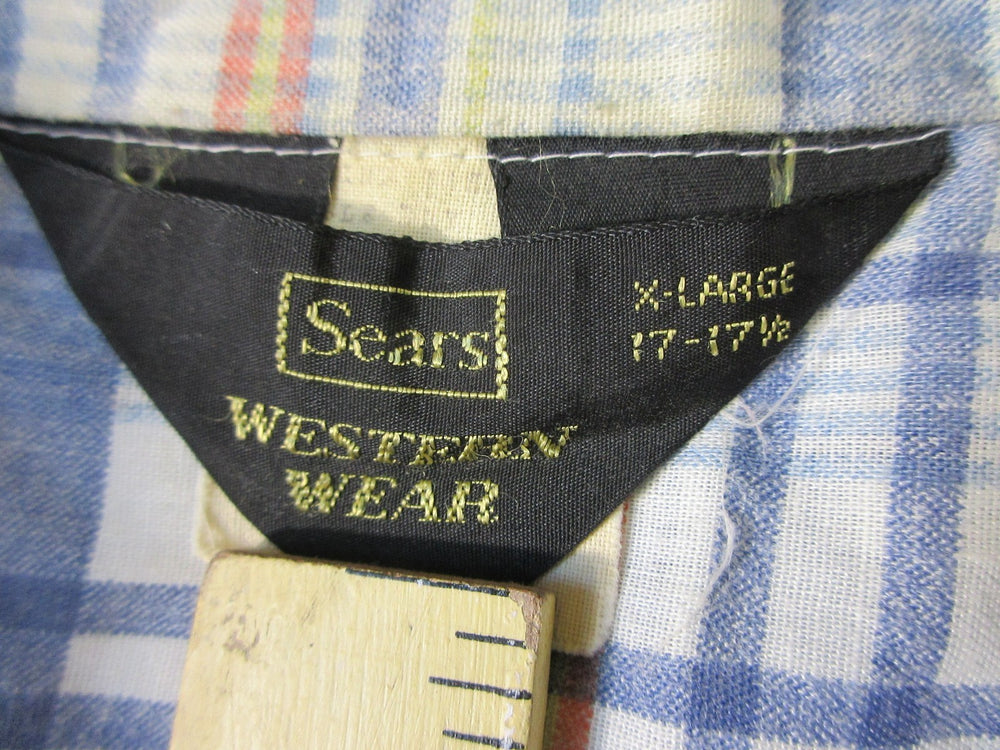 Sears
WESTERN
WEAR
X-LARGE
17-17½